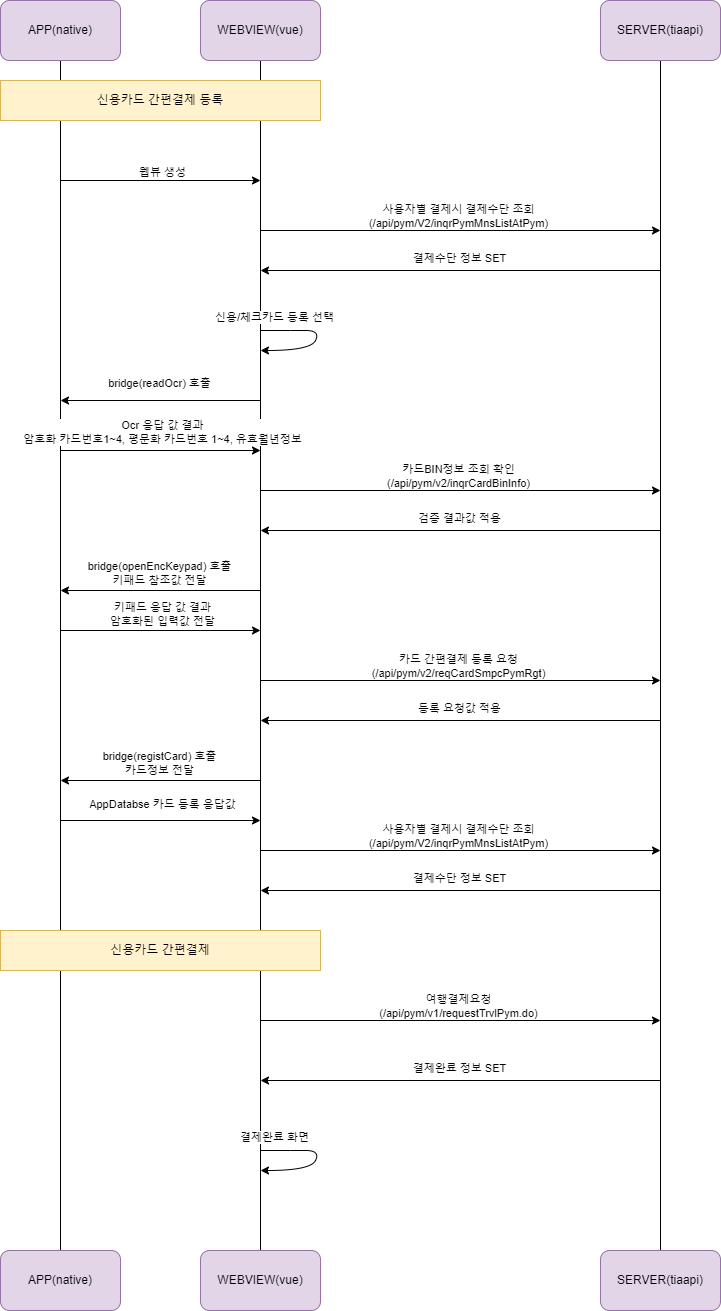 APP(native)
WEBVIEW(vue)
SERVER(tiaapi)
신용카드 간편결제 등록
웹뷰 생성
사용자별 결제시 결제수단 조회
(/api/pym/V2/inqrPymMnsListAtPym)
결제수단 정보 SET
신용/체크카드 등록 선택
bridge(readOcr) 호출
Ocr 응답 값 결과
암호화 카드번호1~4, 평문화 카드번호 1~4, 유효월년정보
카드BIN정보 조회 확인
(/api/pym/v2/inqrCardBinInfo)
검증 결과값 적용
bridge(openEncKeypad) 호출
키패드 참조값 전달
키패드 응답 값 결과
암호화된 입력값 전달
카드 간편결제 등록 요청
(/api/pym/v2/reqCardSmpcPymRgt)
등록 요청값 적용
bridge(registCard) 호출
카드정보 전달
AppDatabse 카드 등록 응답값
사용자별 결제시 결제수단 조회
(/api/pym/V2/inqrPymMnsListAtPym)
결제수단 정보 SET
신용카드 간편결제
여행결제요청
(/api/pym/v1/requestTrvlPym.do)
결제완료 정보 SET
결제완료 화면
APP(native)
WEBVIEW(vue)
SERVER(tiaapi)